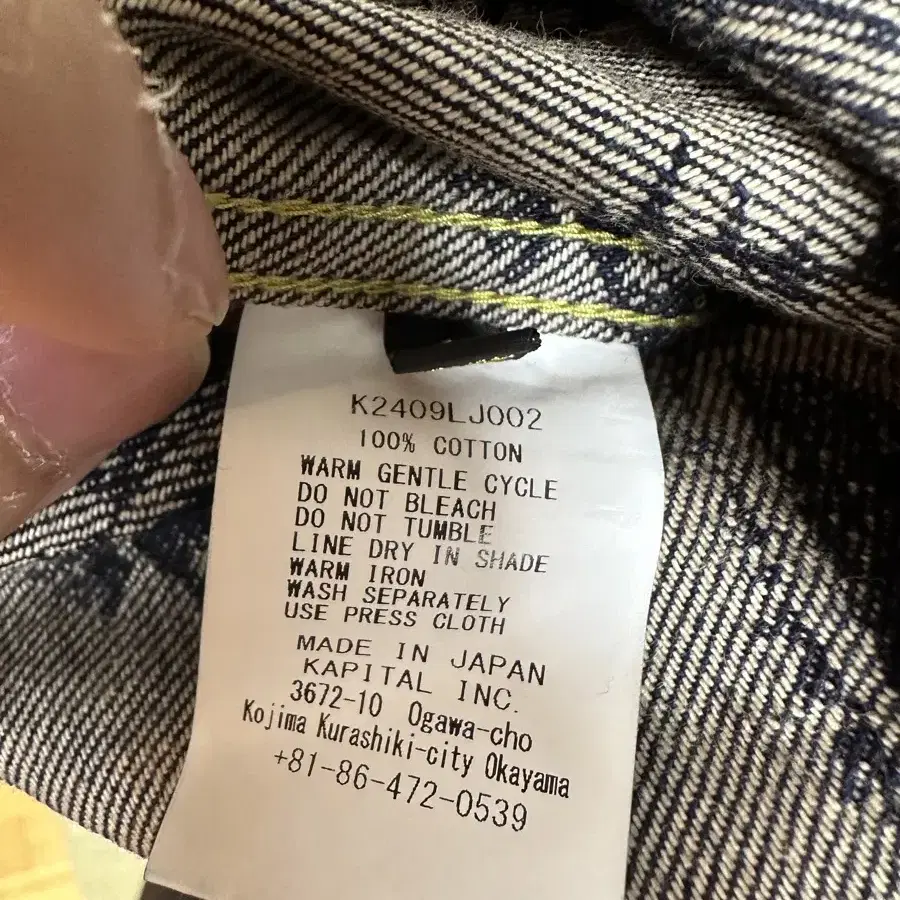 K2409LJ002
100% COTTON
WARM GENTLE CYCLE
DO NOT BLEACH
DO NOT TUMBLE
LINE DRY IN SHADE
WARM IRON
WASH SEPARATELY
USE PRESS CLOTH
MADE IN JAPAN
KAPITAL INC.
3672-10 Ogawa-cho
Kojima Kurashiki-city Okayama
+81-86-472-0539